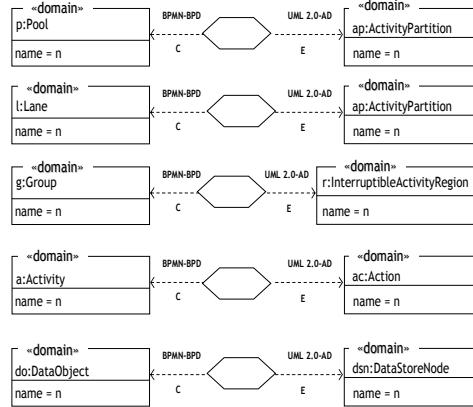 «domain» BPMN-BPD UML 2.0-AD «domain»
p:Pool ap:ActivityPartition
name = n C E name = n
«domain» BPMN-BPD UML 2.0-AD «domain»
l:Lane ap:ActivityPartition
name = n C E name = n
«domain» BPMN-BPD UML 2.0-AD «domain»
g:Group r:InterruptibleActivityRegion
name = n C E name = n
«domain» BPMN-BPD UML 2.0-AD «domain»
a:Activity ac:Action
name = n C E name = n
«domain» BPMN-BPD UML 2.0-AD «domain»
do:DataObject dsn:DataStoreNode
name = n C E name = n